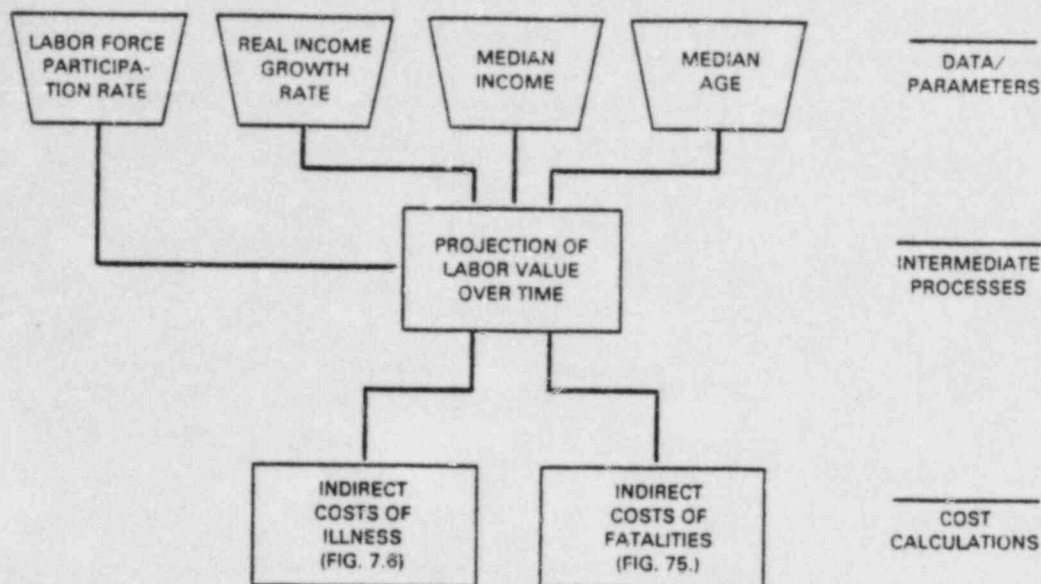 LABOR FORCE
PARTICIPA-
TION RATE
REAL INCOME
GROWTH
RATE
MEDIAN
INCOME
MEDIAN
AGE
DATA/
PARAMETERS
PROJECTION OF
LABOR VALUE
OVER TIME
INTERMEDIATE
PROCESSES
INDIRECT
COSTS OF
ILLNESS
(FIG. 7.6)
INDIRECT
COSTS OF
FATALITIES
(FIG. 75.)
COST
CALCULATIONS